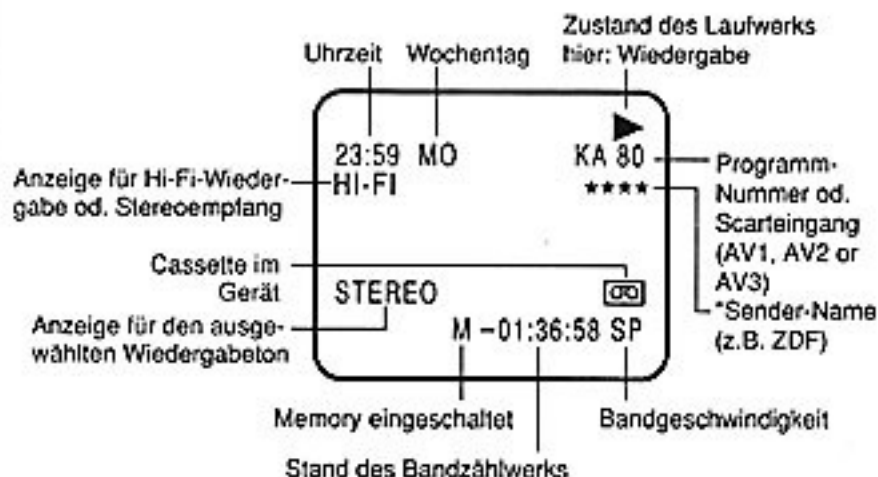 Zustand des Laufwerks
hier: Wiedergabe
Uhrzeit Wochentag
23:59 MO KA 80
HI-FI ★★★★
Anzeige für Hi-Fi-Wieder-
gabe od. Stereoempfang
Programm-
Nummer od.
Scarteingang
(AV1, AV2 or
AV3)
*Sender-Name
(z.B. ZDF)
Cassette im
Gerät
STEREO
Anzeige für den ausge-
wählten Wiedergabeton
M -01:36:58 SP
Memory eingeschaltet
Bandgeschwindigkeit
Stand des Bandzählwerks